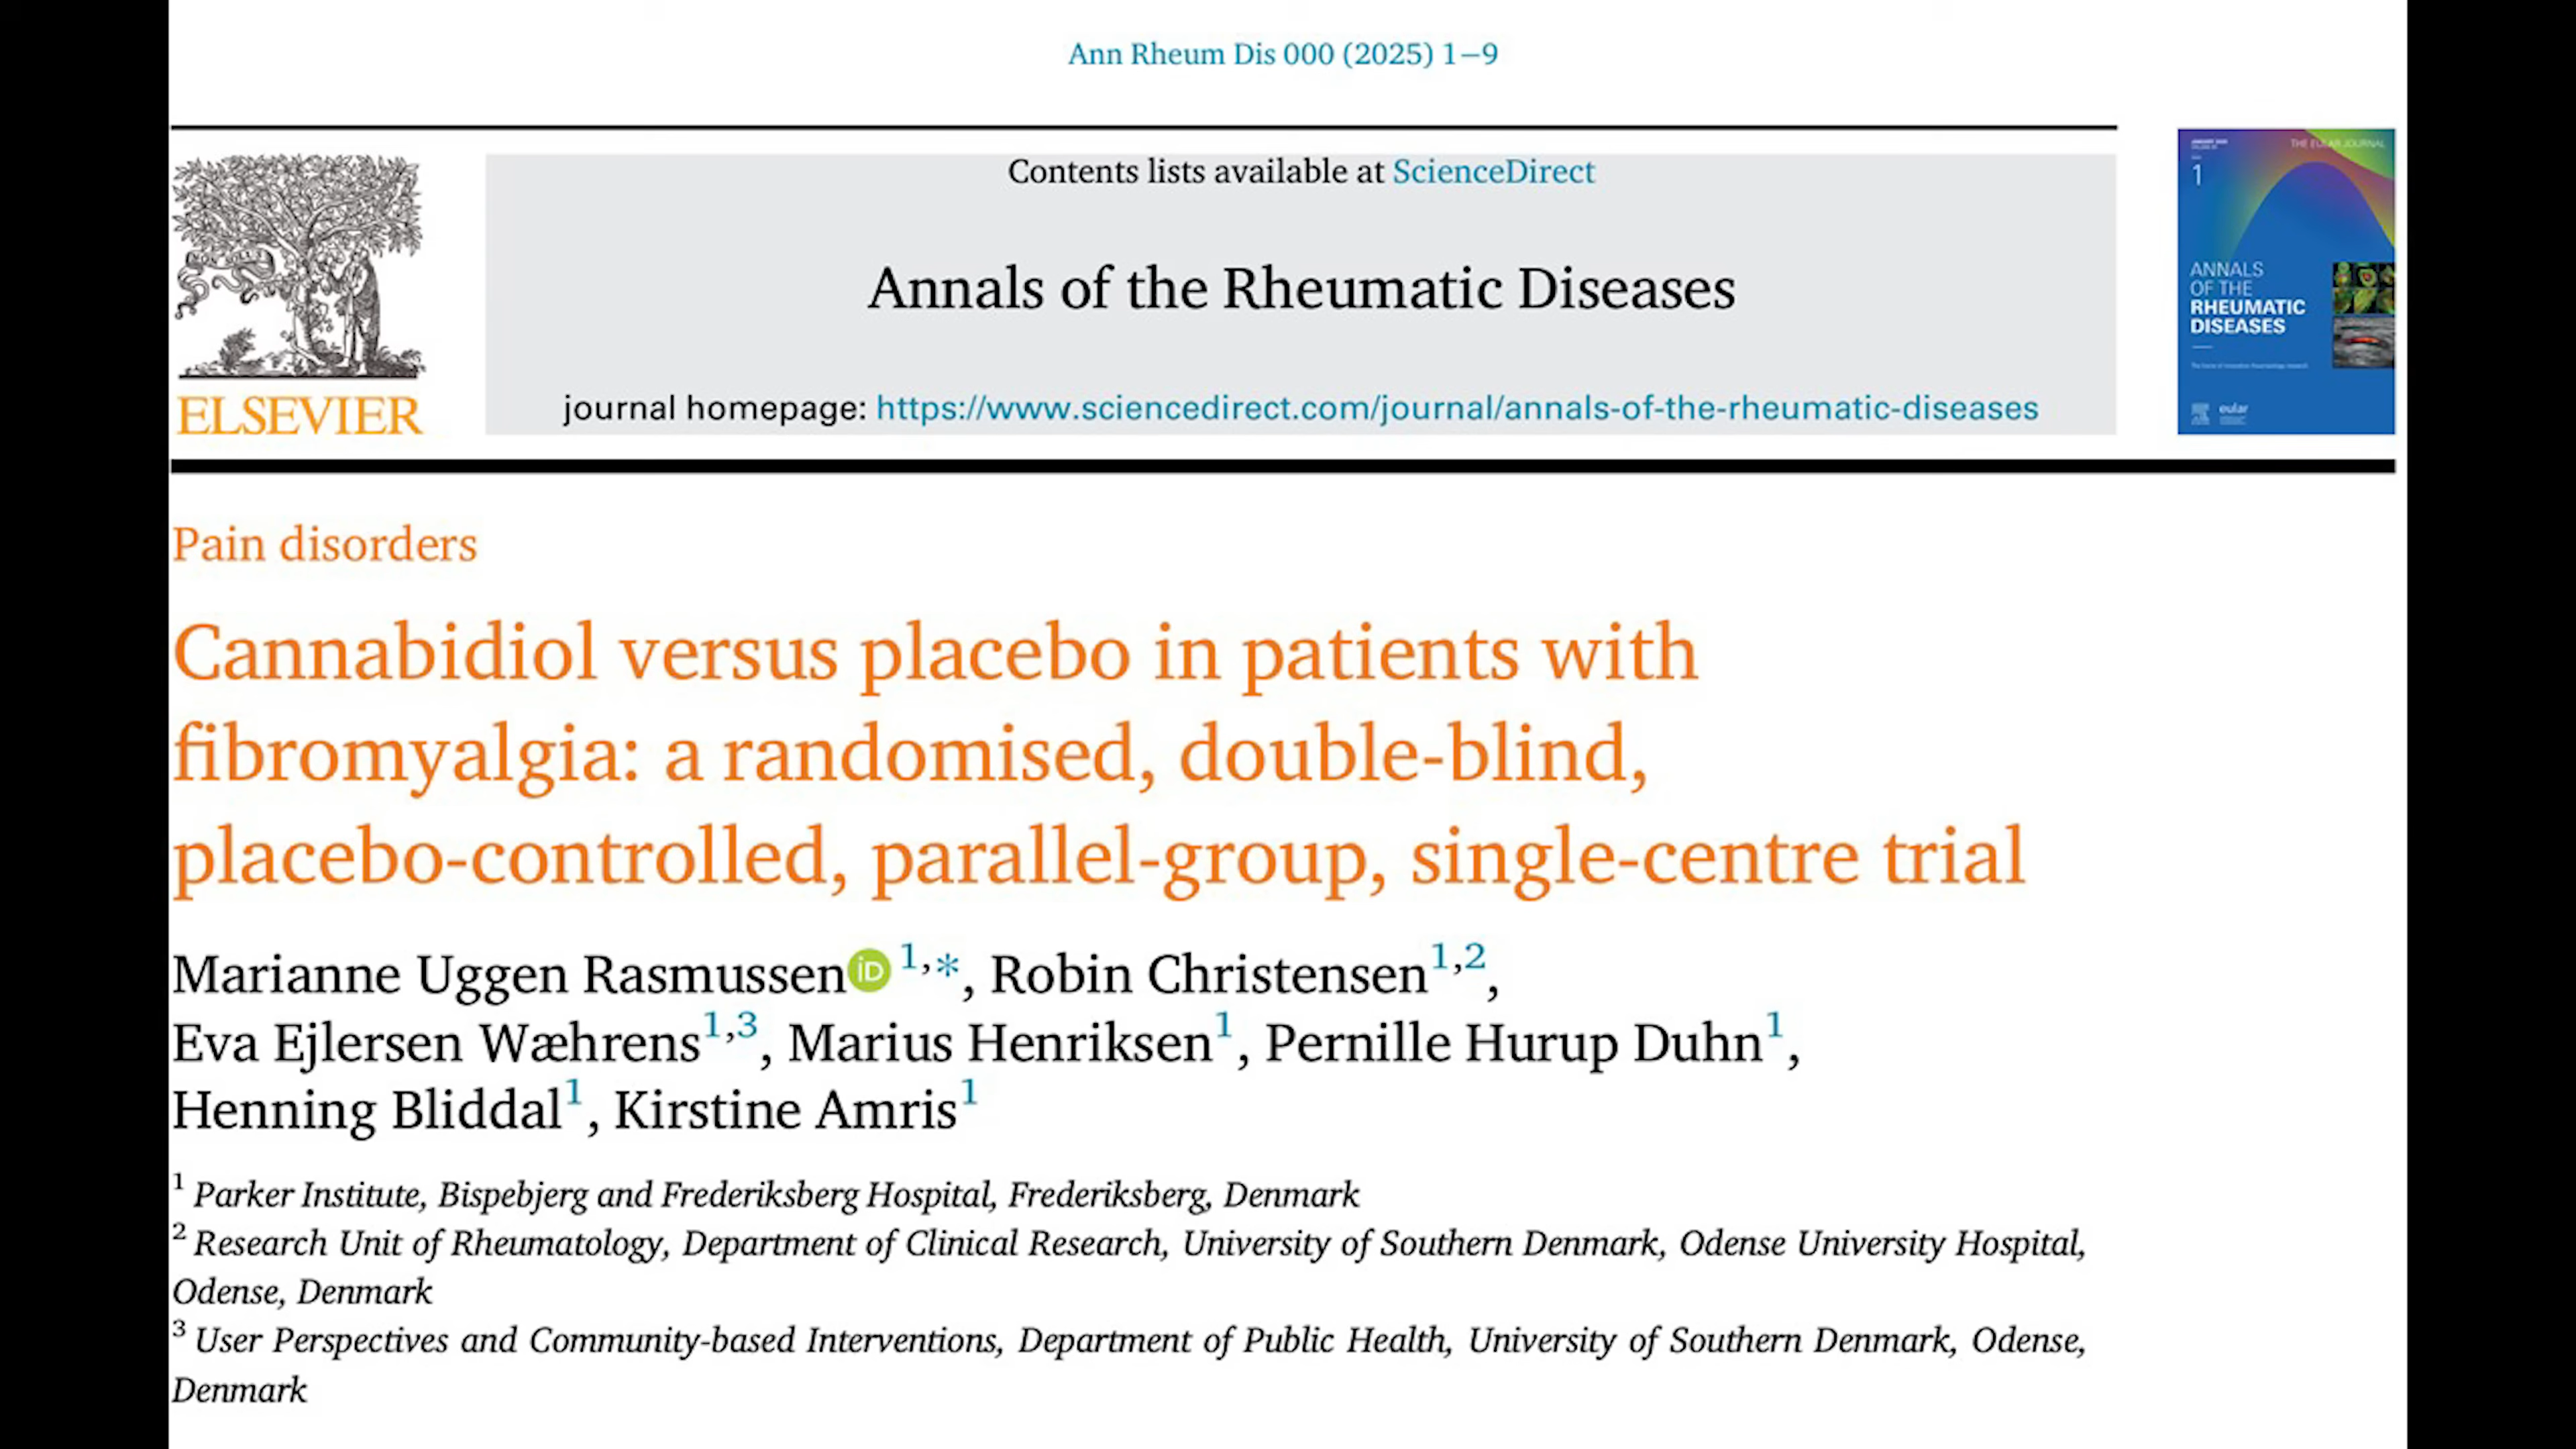 Ann Rheum Dis 000 (2025) 1–9
Contents lists available at ScienceDirect
Annals of the Rheumatic Diseases
journal homepage: https://www.sciencedirect.com/journal/annals-of-the-rheumatic-diseases
ELSEVIER
THE EULAR JOURNAL
1
ANNALS
OF THE
RHEUMATIC
DISEASES
eular
Pain disorders
Cannabidiol versus placebo in patients with
fibromyalgia: a randomised, double-blind,
placebo-controlled, parallel-group, single-centre trial
Marianne Uggen Rasmussen iD 1,*, Robin Christensen 1,2,
Eva Ejlersen Wæhrens 1,3, Marius Henriksen 1, Pernille Hurup Duhn 1,
Henning Bliddal 1, Kirstine Amris 1
1 Parker Institute, Bispebjerg and Frederiksberg Hospital, Frederiksberg, Denmark
2 Research Unit of Rheumatology, Department of Clinical Research, University of Southern Denmark, Odense University Hospital,
Odense, Denmark
3 User Perspectives and Community-based Interventions, Department of Public Health, University of Southern Denmark, Odense,
Denmark